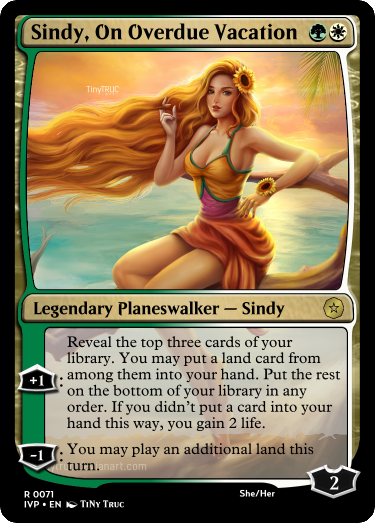 Sindy, On Overdue Vacation
TinyTRUC
Legendary Planeswalker — Sindy
Reveal the top three cards of your
library. You may put a land card from
among them into your hand. Put the rest
on the bottom of your library in any
order. If you didn't put a card into your
hand this way, you gain 2 life.
+1
:
-1
: You may play an additional land this
turn.
2
She/Her
R 0071
IVP • EN TiNY TRUC